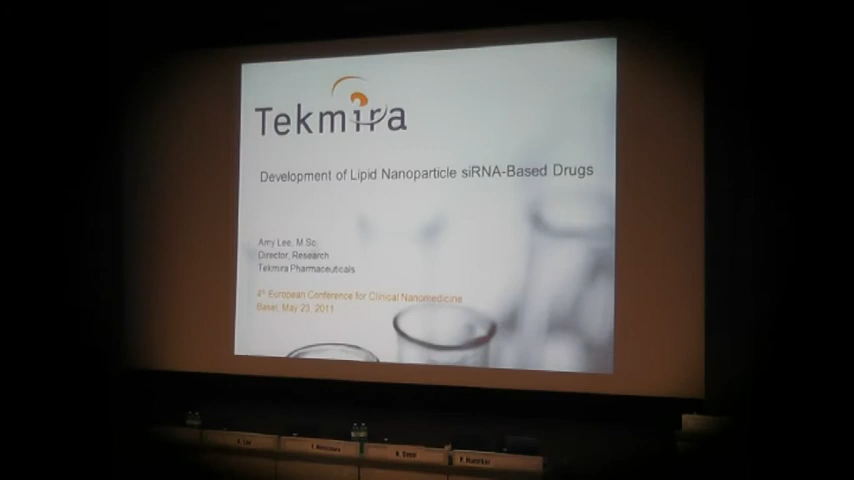 Tekmira
Development of Lipid Nanoparticle siRNA-Based Drugs
Amy Lee, M.Sc.
Director, Research
Tekmira Pharmaceuticals
4th European Conference for Clinical Nanomedicine
Basel, May 23, 2011